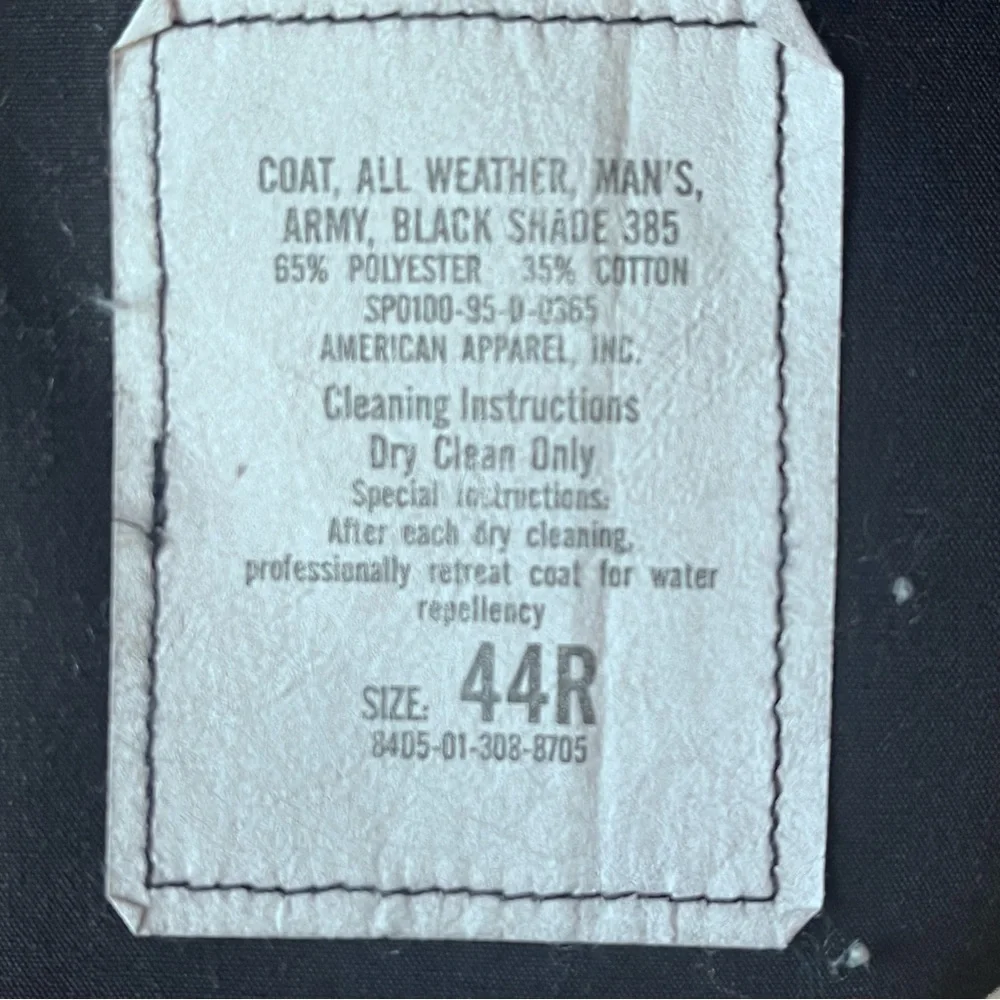 COAT, ALL WEATHER, MAN'S,
ARMY, BLACK SHADE 385
65% POLYESTER 35% COTTON
SP0100-95-D-0365
AMERICAN APPAREL, INC.
Cleaning Instructions
Dry Clean Only
Special instructions:
After each dry cleaning,
professionally retreat coat for water
repellency
SIZE: 44R
8405-01-308-8705